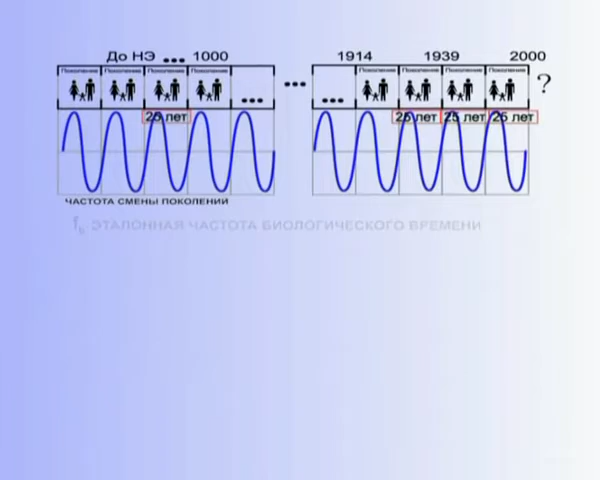 До НЭ ... 1000 1914 1939 2000
Поколение Поколение Поколение Поколение Поколение Поколение Поколение Поколение
... ... ... ?
25 лет 25 лет 25 лет 25 лет
ЧАСТОТА СМЕНЫ ПОКОЛЕНИЙ
ЭТАЛОННАЯ ЧАСТОТА БИОЛОГИЧЕСКОГО ВРЕМЕНИ